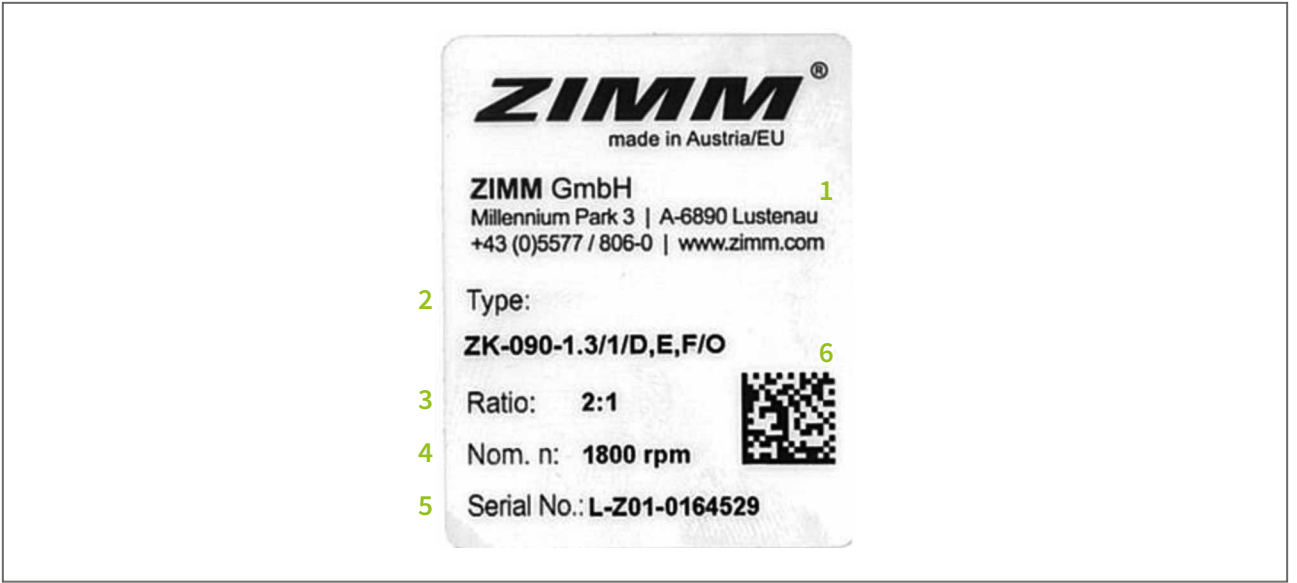 ZIMM®
made in Austria/EU
ZIMM GmbH
1
Millennium Park 3 | A-6890 Lustenau
+43 (0)5577 / 806-0 | www.zimm.com
2 Type:
ZK-090-1.3/1/D,E,F/O
6
3 Ratio: 2:1
4 Nom. n: 1800 rpm
5 Serial No.: L-Z01-0164529